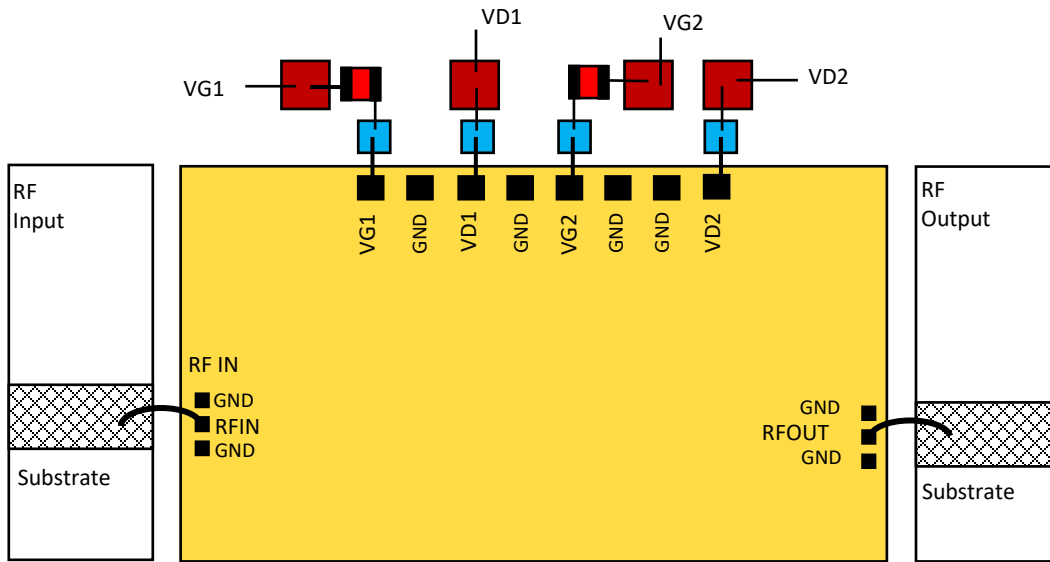 VD1
VG2
VG1
VD2
RF
Input
RF
Output
VG1
GND
VD1
GND
VG2
GND
GND
VD2
RF IN
GND
RFIN
GND
GND
RFOUT
GND
Substrate
Substrate